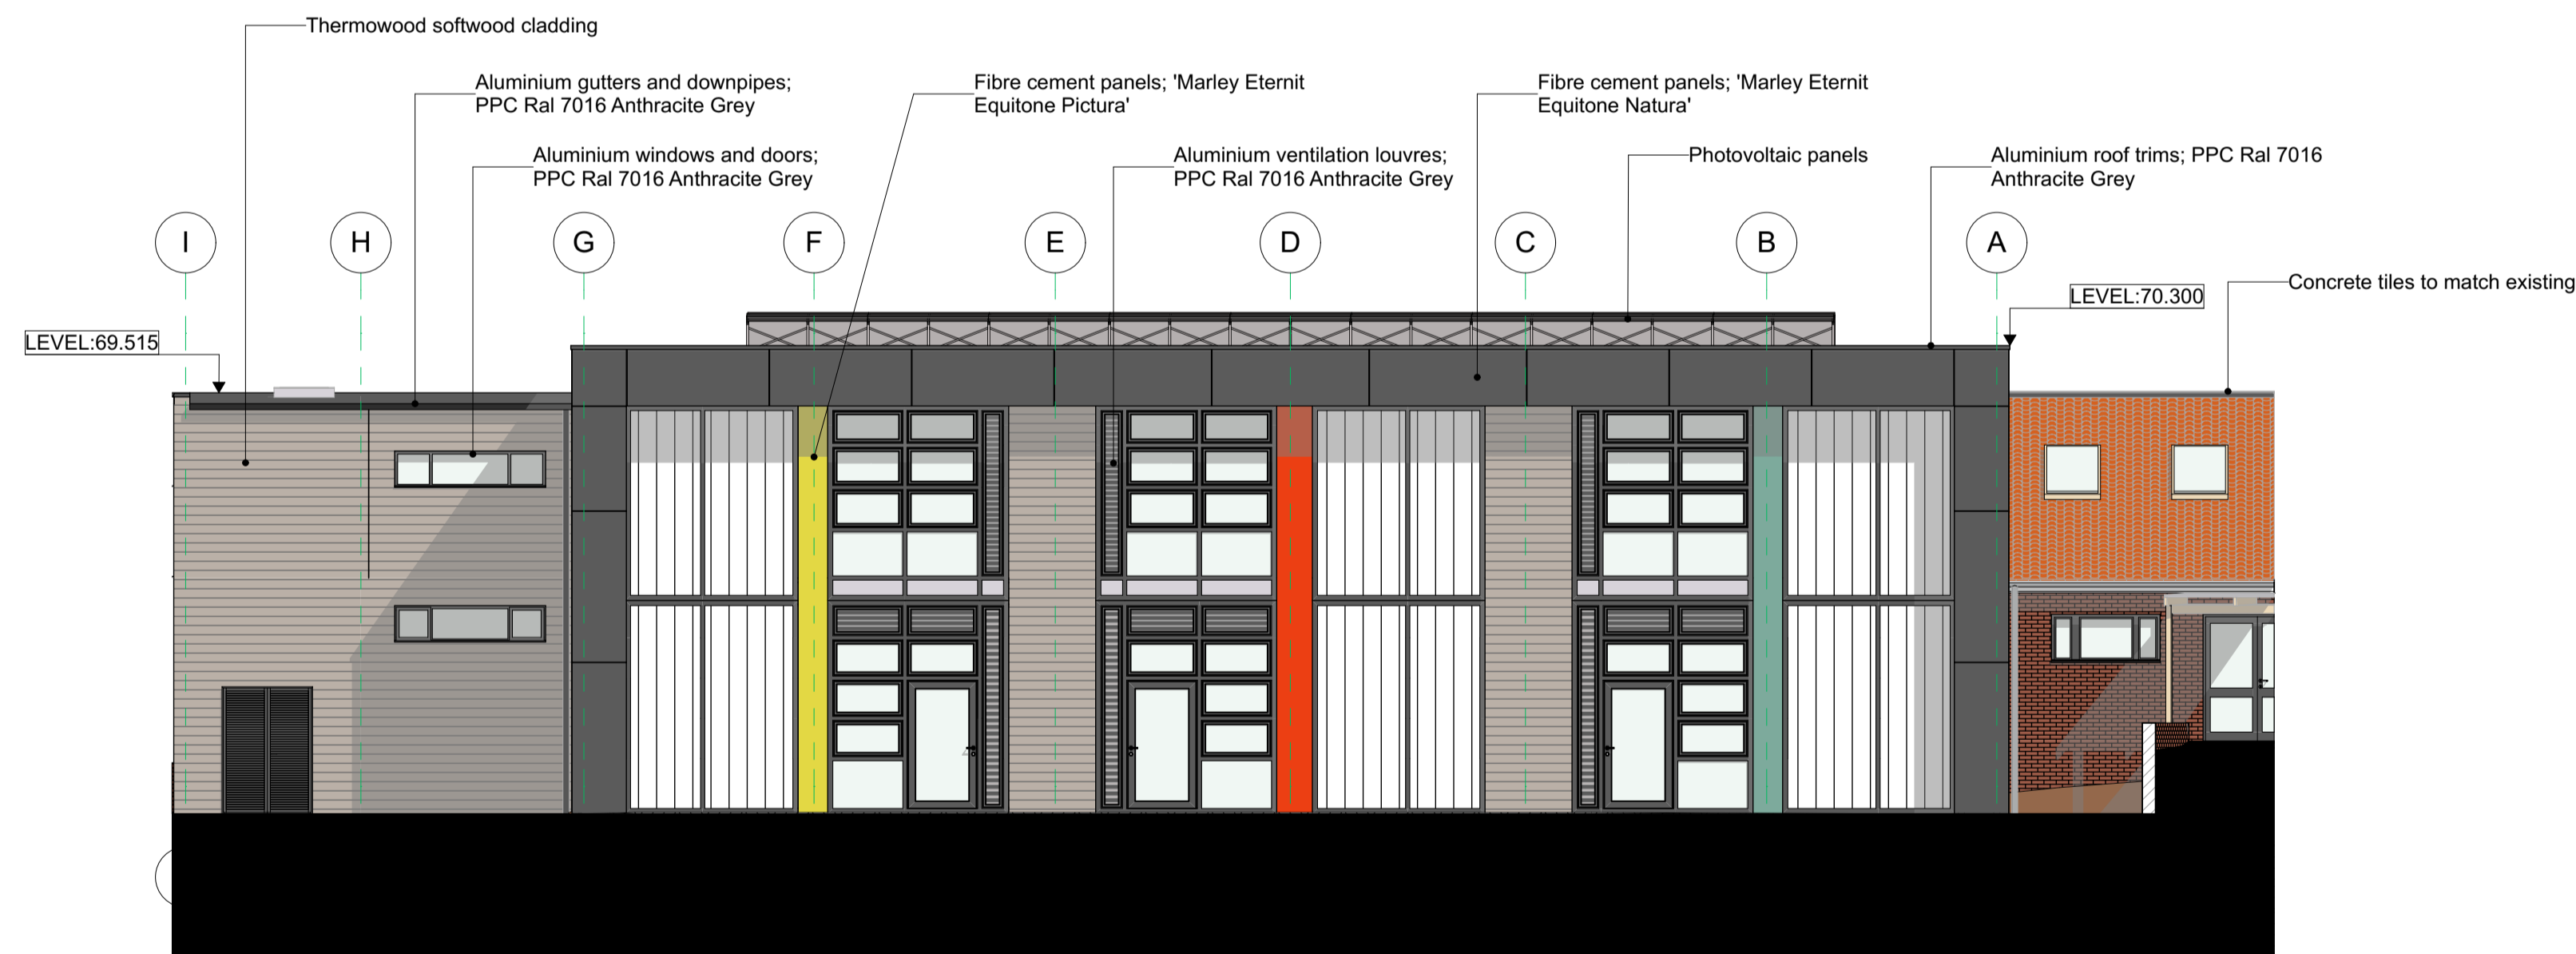 Thermowood softwood cladding
Aluminium gutters and downpipes;
PPC Ral 7016 Anthracite Grey
Fibre cement panels; 'Marley Eternit
Equitone Pictura'
Fibre cement panels; 'Marley Eternit
Equitone Natura'
Aluminium windows and doors;
PPC Ral 7016 Anthracite Grey
Aluminium ventilation louvres;
PPC Ral 7016 Anthracite Grey
Photovoltaic panels
Aluminium roof trims; PPC Ral 7016
Anthracite Grey
I H G F E D C B A
Concrete tiles to match existing
LEVEL:70.300
LEVEL:69.515